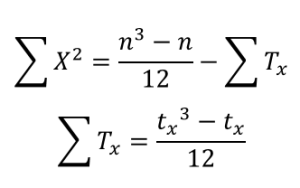 ∑X² = (n³ − n)/12 − ∑Tₓ
∑Tₓ = (tₓ³ − tₓ)/12